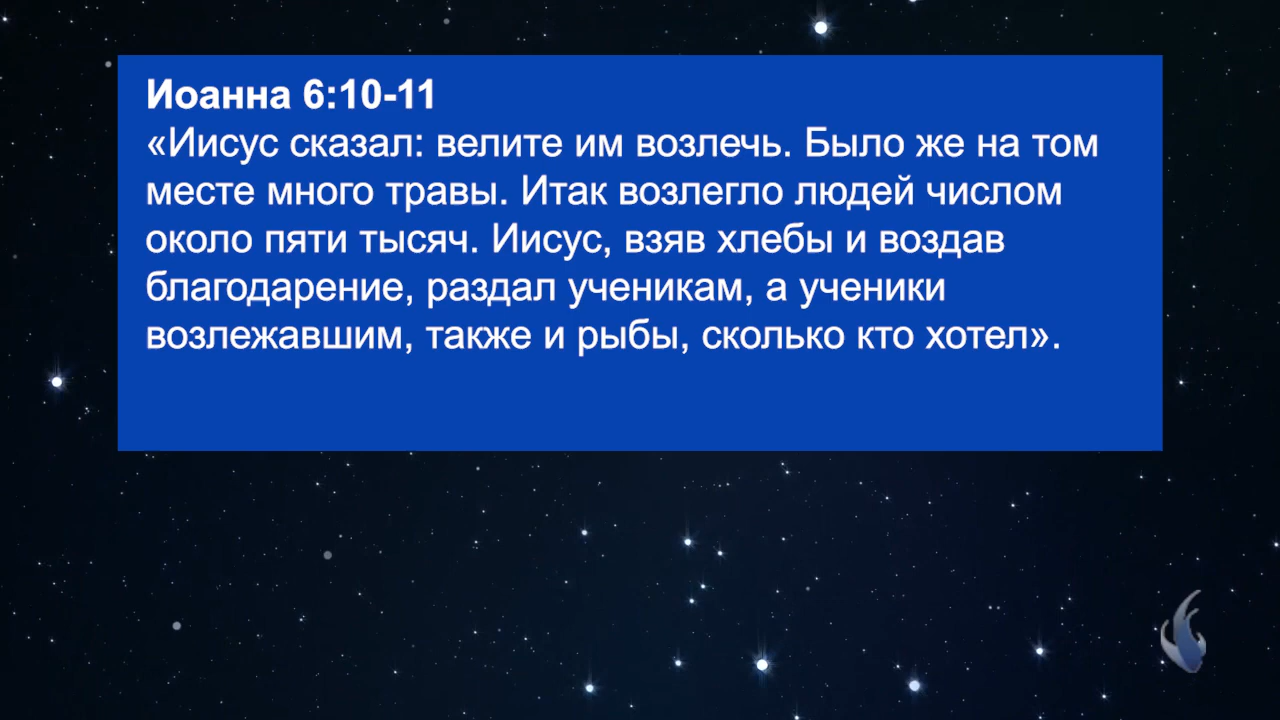 Иоанна 6:10-11
«Иисус сказал: велите им возлечь. Было же на том
месте много травы. Итак возлегло людей числом
около пяти тысяч. Иисус, взяв хлебы и воздав
благодарение, раздал ученикам, а ученики
возлежавшим, также и рыбы, сколько кто хотел».